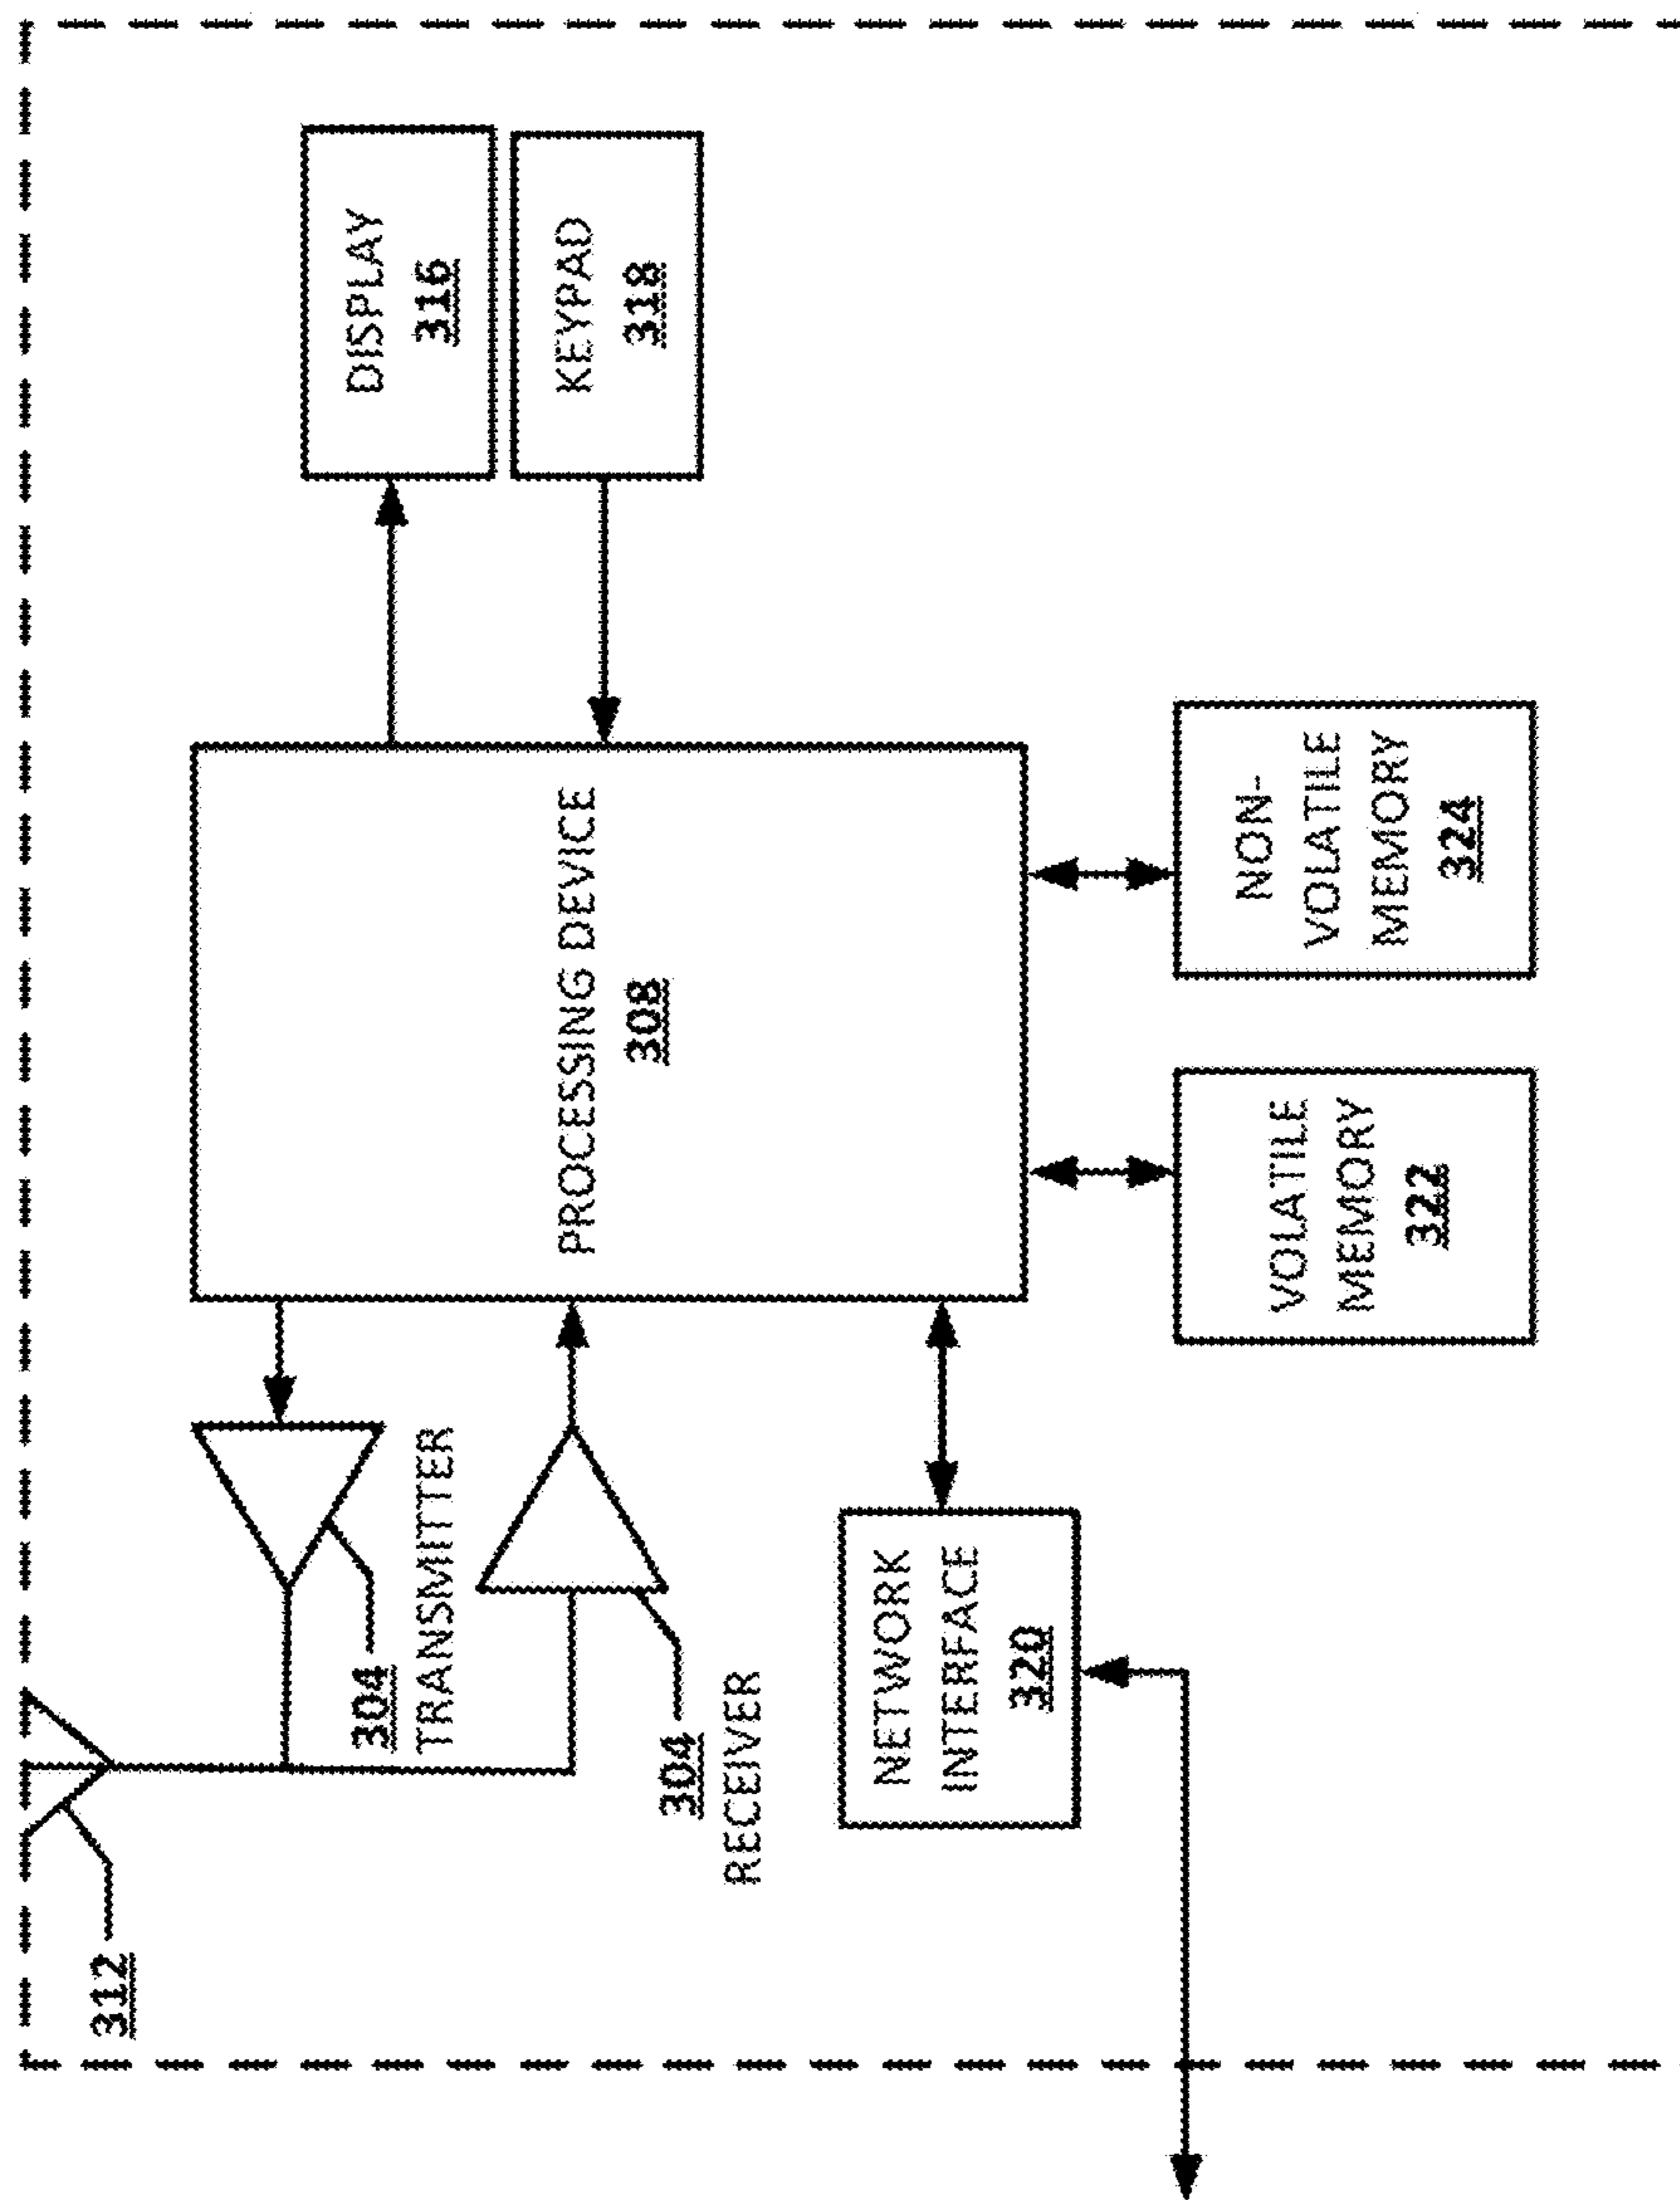 312
304
TRANSMITTER
304
RECEIVER
PROCESSING DEVICE
308
DISPLAY
316
KEYPAD
318
NETWORK
INTERFACE
320
VOLATILE
MEMORY
322
NON-
VOLATILE
MEMORY
324